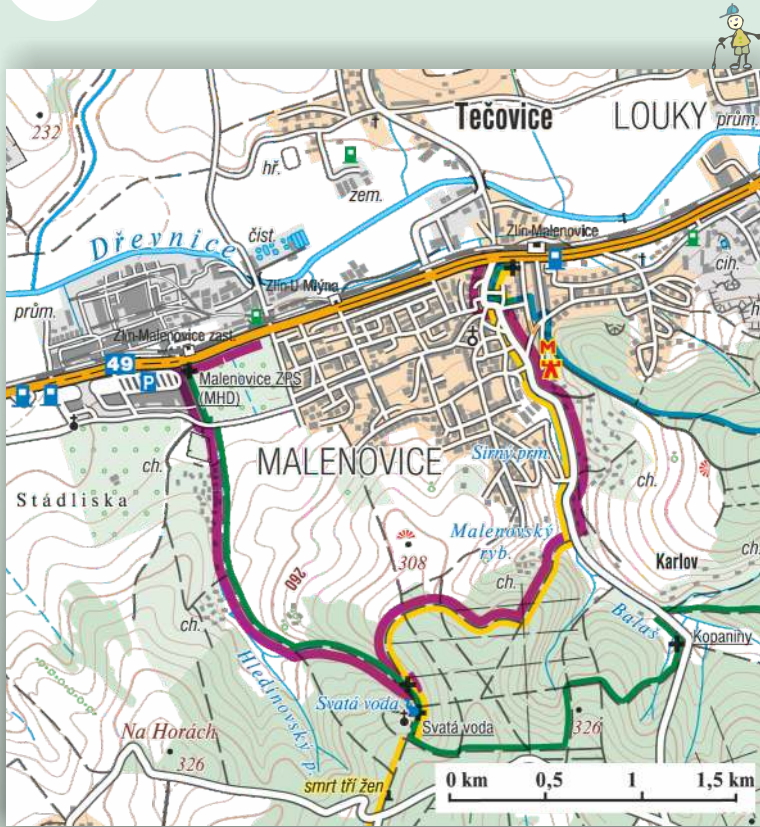 Tečovice
LOUKY
prům.
232
hř.
zem.
Dřevnice
čist.
Zlín-Malenovice
cih.
Zlín-U Mlýna
prům.
Zlín-Malenovice zast.
49
P
Malenovice ZPS
(MHD)
M
MALENOVICE
Sirný prm.
ch.
ch.
Stádliska
Malenovský
ryb.
308
260
ch.
Karlov
ch.
ch.
Balaš
Kopaniny
Hledinovský p.
Svatá voda
Svatá voda
326
Na Horách
326
smrt tří žen
0 km 0,5 1 1,5 km